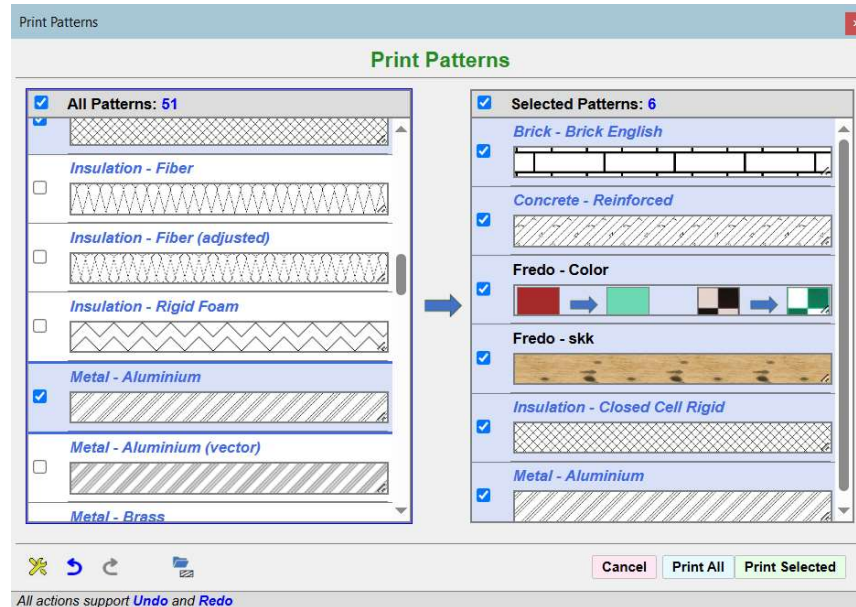 Print Patterns
Print Patterns
All Patterns: 51
Insulation - Fiber
Insulation - Fiber (adjusted)
Insulation - Rigid Foam
Metal - Aluminium
Metal - Aluminium (vector)
Metal - Brass
Selected Patterns: 6
Brick - Brick English
Concrete - Reinforced
Fredo - Color
Fredo - skk
Insulation - Closed Cell Rigid
Metal - Aluminium
Cancel
Print All
Print Selected
All actions support Undo and Redo